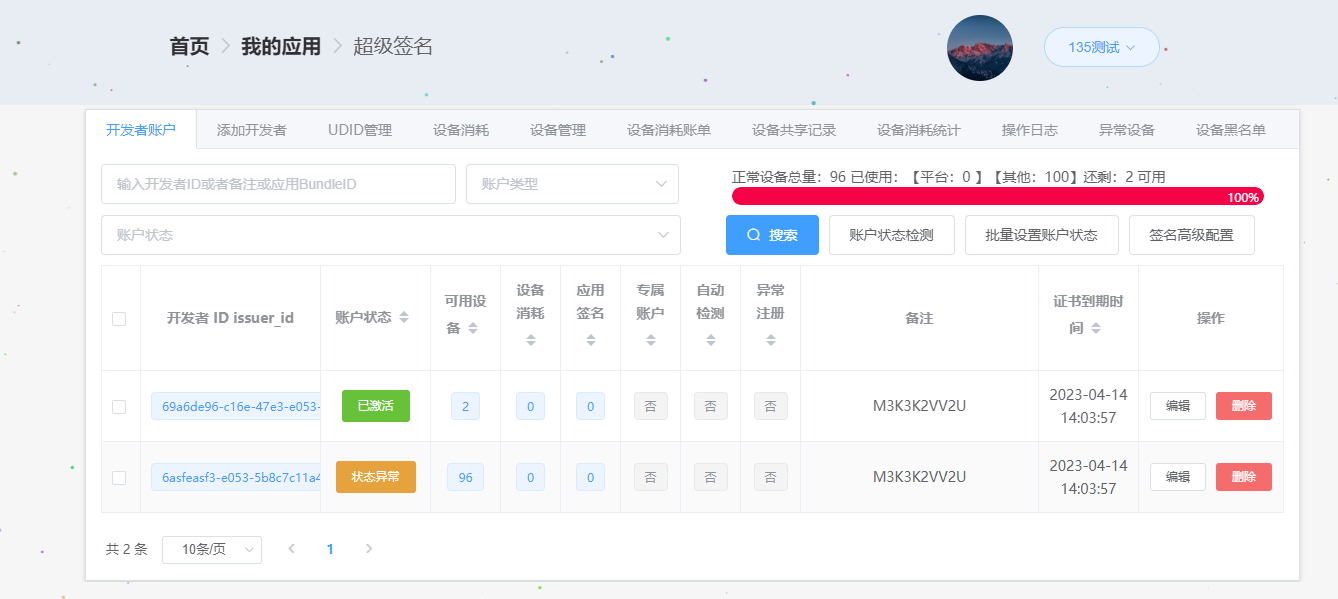 首页 我的应用 超级签名
135测试
开发者账户 添加开发者 UDID管理 设备消耗 设备管理 设备消耗账单 设备共享记录 设备消耗统计 操作日志 异常设备 设备黑名单
输入开发者ID或者备注或应用BundleID 账户类型
正常设备总量：96 已使用：【平台：0 】【其他：100】还剩：2 可用
100%
账户状态
搜索 账户状态检测 批量设置账户状态 签名高级配置
开发者 ID issuer_id 账户状态 可用设备 设备消耗 应用签名 专属账户 自动检测 异常注册 备注 证书到期时间 操作
69a6de96-c16e-47e3-e053- 已激活 2 0 0 否 否 否 M3K3K2VV2U 2023-04-14 14:03:57 编辑 删除
6asfeasf3-e053-5b8c7c11a4 状态异常 96 0 0 否 否 否 M3K3K2VV2U 2023-04-14 14:03:57 编辑 删除
共 2 条 10条/页 1